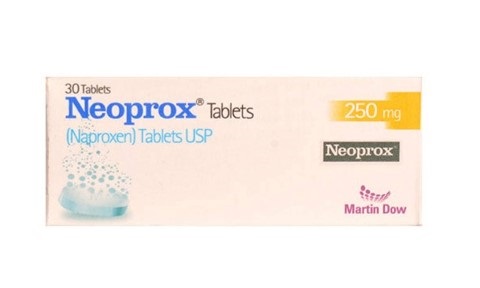 30 Tablets
Neoprox® Tablets
(Naproxen) Tablets USP
250 mg
Neoprox®
Martin Dow